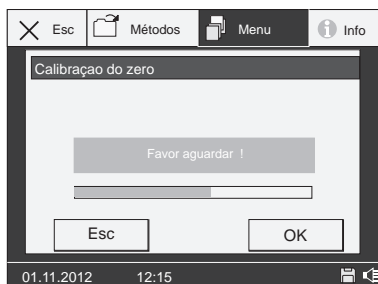 Esc Métodos Menu Info
Calibraçao do zero
Favor aguardar !
Esc OK
01.11.2012 12:15